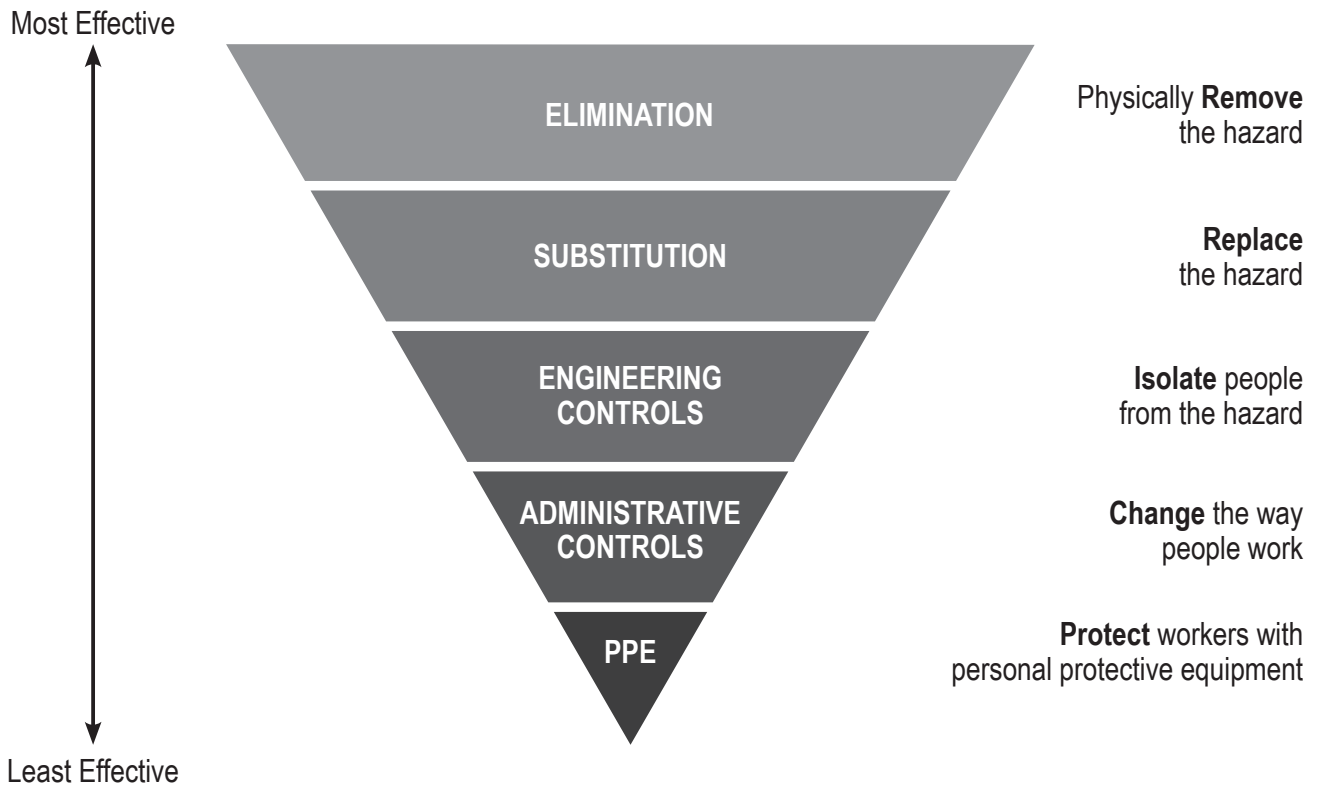 Most Effective
ELIMINATION
Physically Remove
the hazard
SUBSTITUTION
Replace
the hazard
ENGINEERING
CONTROLS
Isolate people
from the hazard
ADMINISTRATIVE
CONTROLS
Change the way
people work
PPE
Protect workers with
personal protective equipment
Least Effective